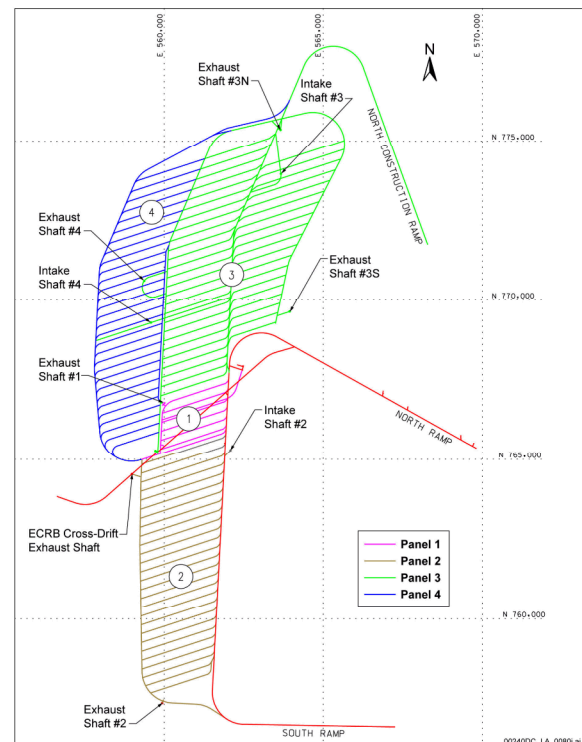 E 560.000
E 565.000
E 570.000
Exhaust
Shaft #3N
Intake
Shaft #3
N
NORTH CONSTRUCTION RAMP
N 775.000
4
Exhaust
Shaft #4
Intake
Shaft #4
3
Exhaust
Shaft #3S
N 770.000
Exhaust
Shaft #1
1
Intake
Shaft #2
NORTH RAMP
N 765.000
ECRB Cross-Drift
Exhaust Shaft
Panel 1
Panel 2
Panel 3
Panel 4
2
N 760.000
Exhaust
Shaft #2
SOUTH RAMP